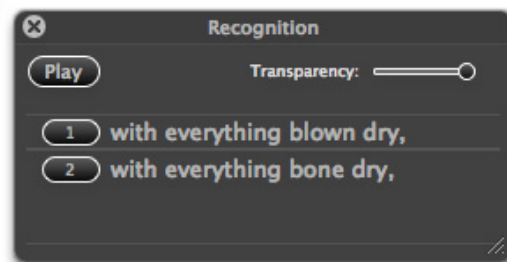 Recognition
Play Transparency:
1 with everything blown dry,
2 with everything bone dry,